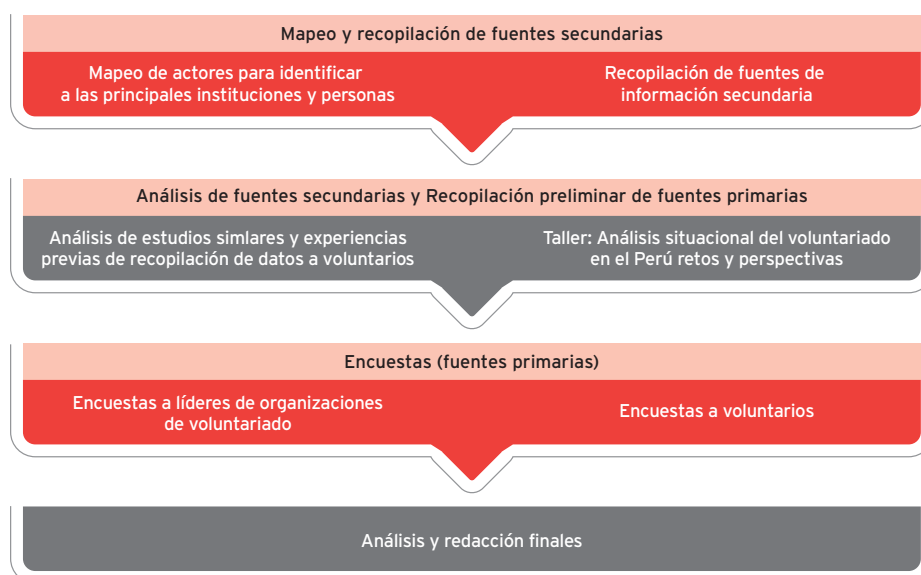 Mapeo y recopilación de fuentes secundarias
Mapeo de actores para identificar
a las principales instituciones y personas
Recopilación de fuentes de
información secundaria
Análisis de fuentes secundarias y Recopilación preliminar de fuentes primarias
Análisis de estudios simlares y experiencias
previas de recopilación de datos a voluntarios
Taller: Análisis situacional del voluntariado
en el Perú retos y perspectivas
Encuestas (fuentes primarias)
Encuestas a líderes de organizaciones
de voluntariado
Encuestas a voluntarios
Análisis y redacción finales